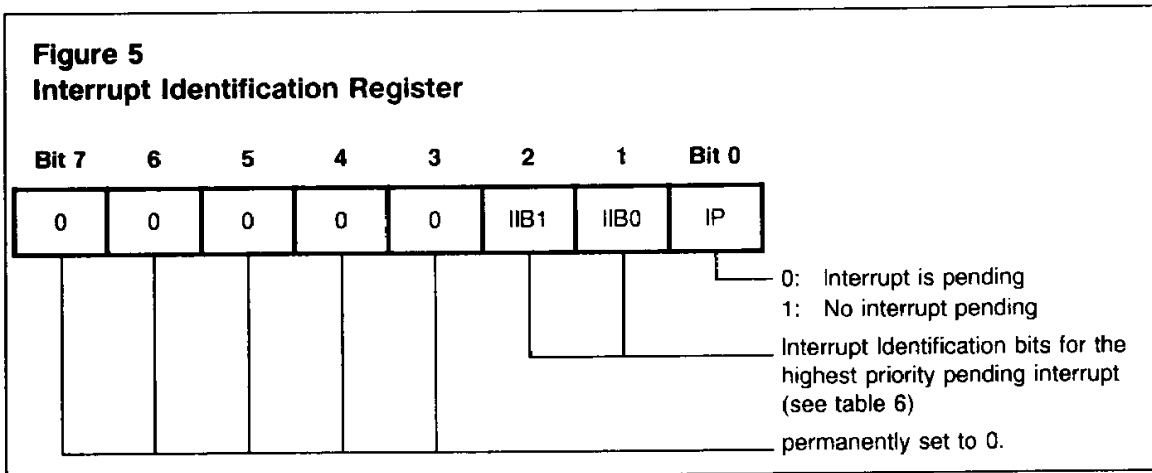 Figure 5
Interrupt Identification Register
Bit 7 6 5 4 3 2 1 Bit 0
0 0 0 0 0 IIB1 IIB0 IP
0: Interrupt is pending
1: No interrupt pending
Interrupt Identification bits for the
highest priority pending interrupt
(see table 6)
permanently set to 0.